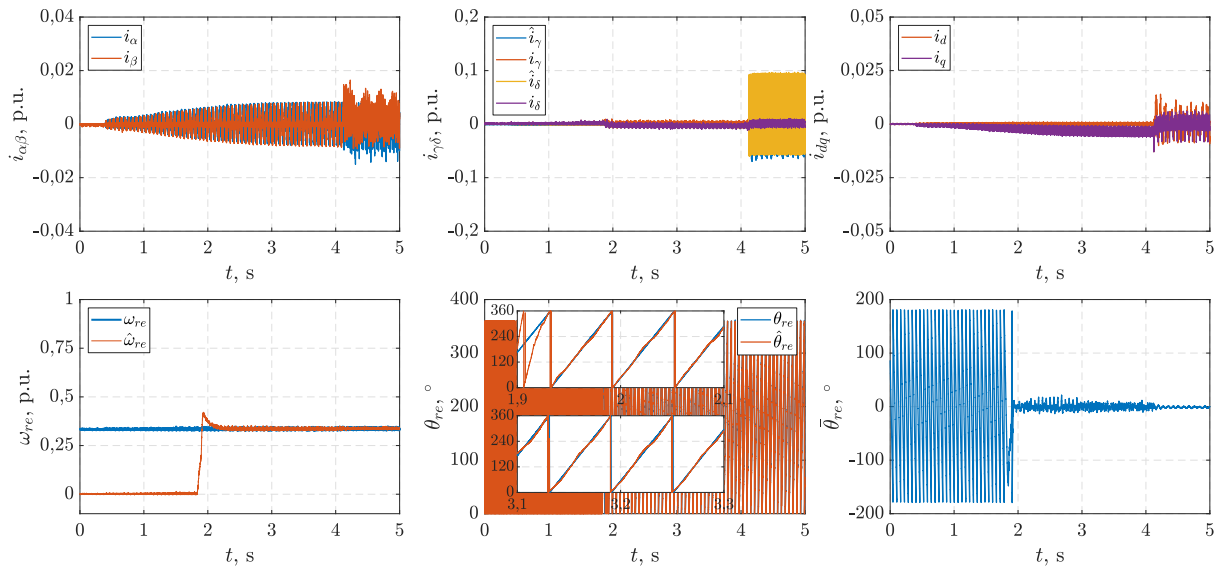 0,04
0,02
0
-0,02
-0,04
i_αβ, p.u.
i_α
i_β
0 1 2 3 4 5
t, s
0,2
0,1
0
-0,1
-0,2
i_γδ, p.u.
î_γ
i_γ
î_δ
i_δ
0 1 2 3 4 5
t, s
0,05
0,025
0
-0,025
-0,05
i_dq, p.u.
i_d
i_q
0 1 2 3 4 5
t, s
1
0,75
0,5
0,25
0
ω_re, p.u.
ω_re
ω̂_re
0 1 2 3 4 5
t, s
400
300
200
100
0
θ_re, °
θ_re
θ̂_re
360
240
120
0
1,9 2 2,1
360
240
120
0
3,1 3,2 3,3
0 1 2 3 4 5
t, s
200
100
0
-100
-200
θ̄_re, °
0 1 2 3 4 5
t, s